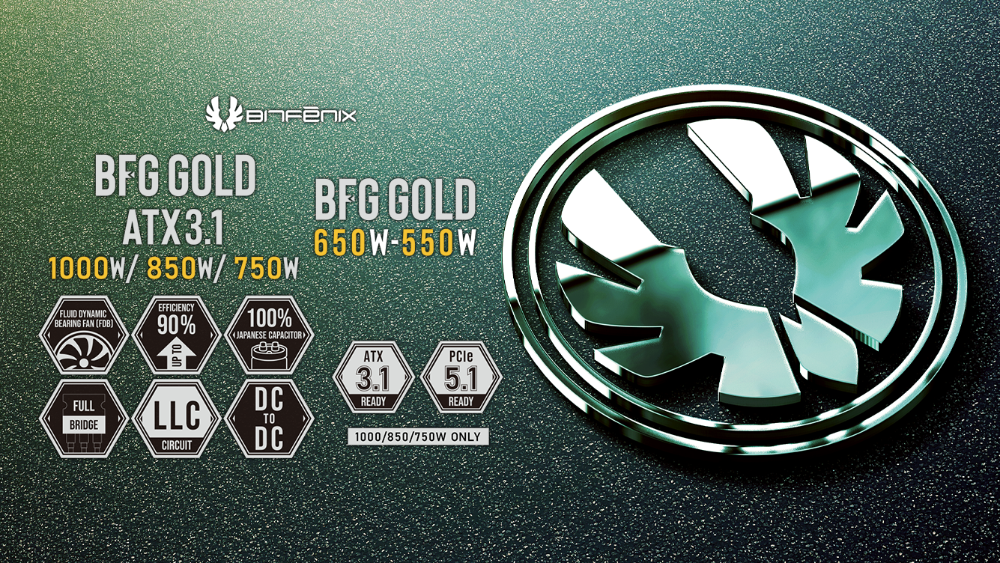 BITFENIX
BFG GOLD
ATX3.1
1000W/ 850W/ 750W
BFG GOLD
650W-550W
FLUID DYNAMIC
BEARING FAN (FDB)
EFFICIENCY
90%
UP TO
100%
JAPANESE CAPACITOR
FULL
BRIDGE
LLC
CIRCUIT
DC
TO
DC
ATX
3.1
READY
PCIe
5.1
READY
1000/850/750W ONLY